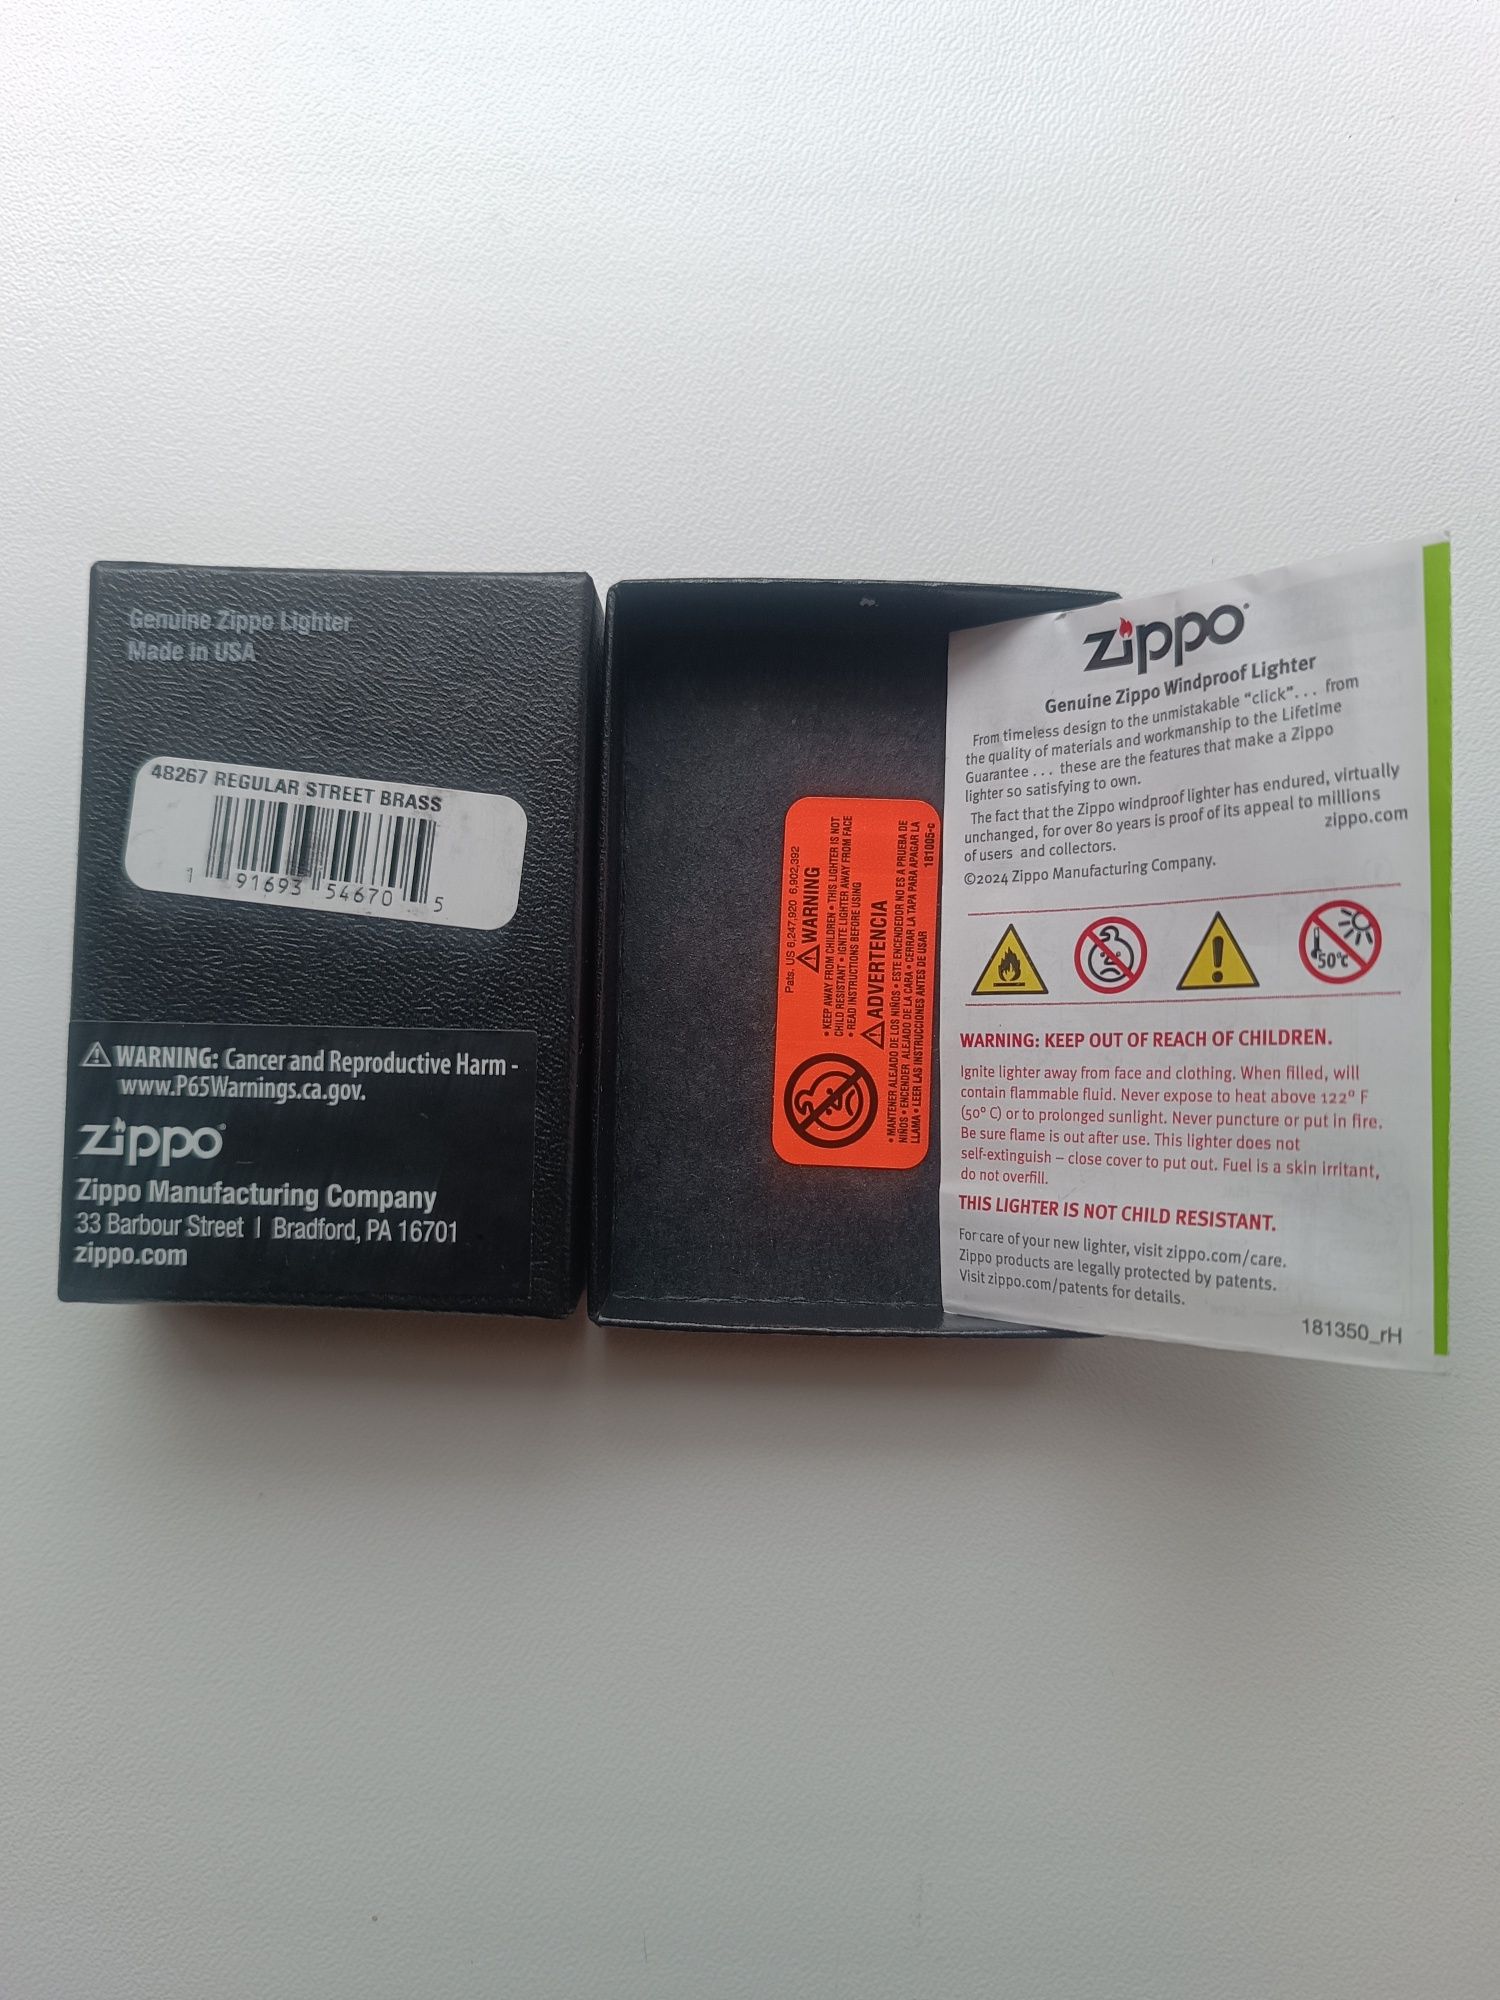 Genuine Zippo Lighter
Made in USA
48267 REGULAR STREET BRASS
1 91693 54670 5
WARNING: Cancer and Reproductive Harm -
www.P65Warnings.ca.gov.
zippo
Zippo Manufacturing Company
33 Barbour Street | Bradford, PA 16701
zippo.com
Pats. US 6,247,920 6,902,392
WARNING
• KEEP AWAY FROM CHILDREN • THIS LIGHTER IS NOT
CHILD RESISTANT • IGNITE LIGHTER AWAY FROM FACE
• READ INSTRUCTIONS BEFORE USING
ADVERTENCIA
• MANTENER ALEJADO DE LOS NIÑOS • ESTE ENCENDEDOR NO ES A PRUEBA DE
NIÑOS • ENCENDER ALEJADO DE LA CARA • CERRAR LA TAPA PARA APAGAR LA
LLAMA • LEER LAS INSTRUCCIONES ANTES DE USAR
181005-c
zippo
Genuine Zippo Windproof Lighter
From timeless design to the unmistakable “click”... from
the quality of materials and workmanship to the Lifetime
Guarantee ... these are the features that make a Zippo
lighter so satisfying to own.
The fact that the Zippo windproof lighter has endured, virtually
unchanged, for over 80 years is proof of its appeal to millions
of users and collectors.
zippo.com
©2024 Zippo Manufacturing Company.
50°C
WARNING: KEEP OUT OF REACH OF CHILDREN.
Ignite lighter away from face and clothing. When filled, will
contain flammable fluid. Never expose to heat above 122° F
(50° C) or to prolonged sunlight. Never puncture or put in fire.
Be sure flame is out after use. This lighter does not
self-extinguish – close cover to put out. Fuel is a skin irritant,
do not overfill.
THIS LIGHTER IS NOT CHILD RESISTANT.
For care of your new lighter, visit zippo.com/care.
Zippo products are legally protected by patents.
Visit zippo.com/patents for details.
181350_rH